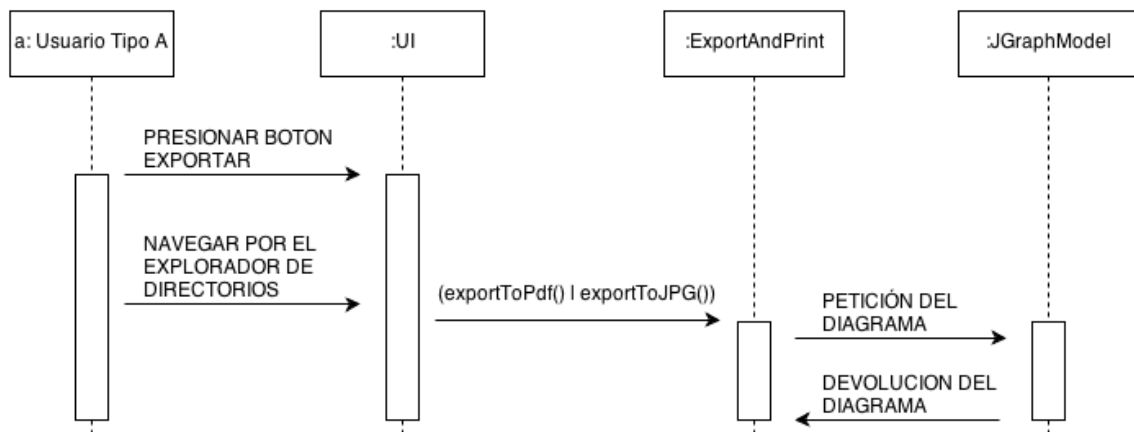 a: Usuario Tipo A
:UI
:ExportAndPrint
:JGraphModel
PRESIONAR BOTON
EXPORTAR
NAVEGAR POR EL
EXPLORADOR DE
DIRECTORIOS
(exportToPdf() | exportToJPG())
PETICIÓN DEL
DIAGRAMA
DEVOLUCION DEL
DIAGRAMA